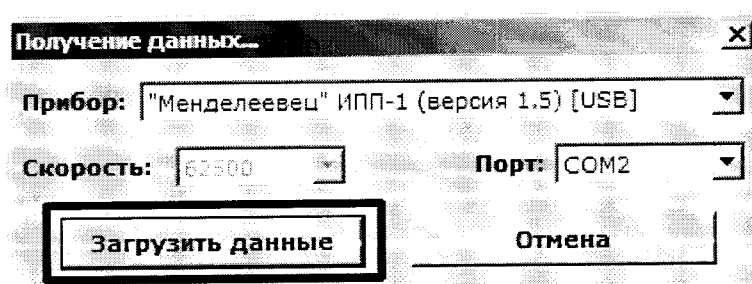 Получение данных...
Прибор: "Менделеевец" ИПП-1 (версия 1.5) [USB]
Скорость: 62500 Порт: COM2
Загрузить данные Отмена